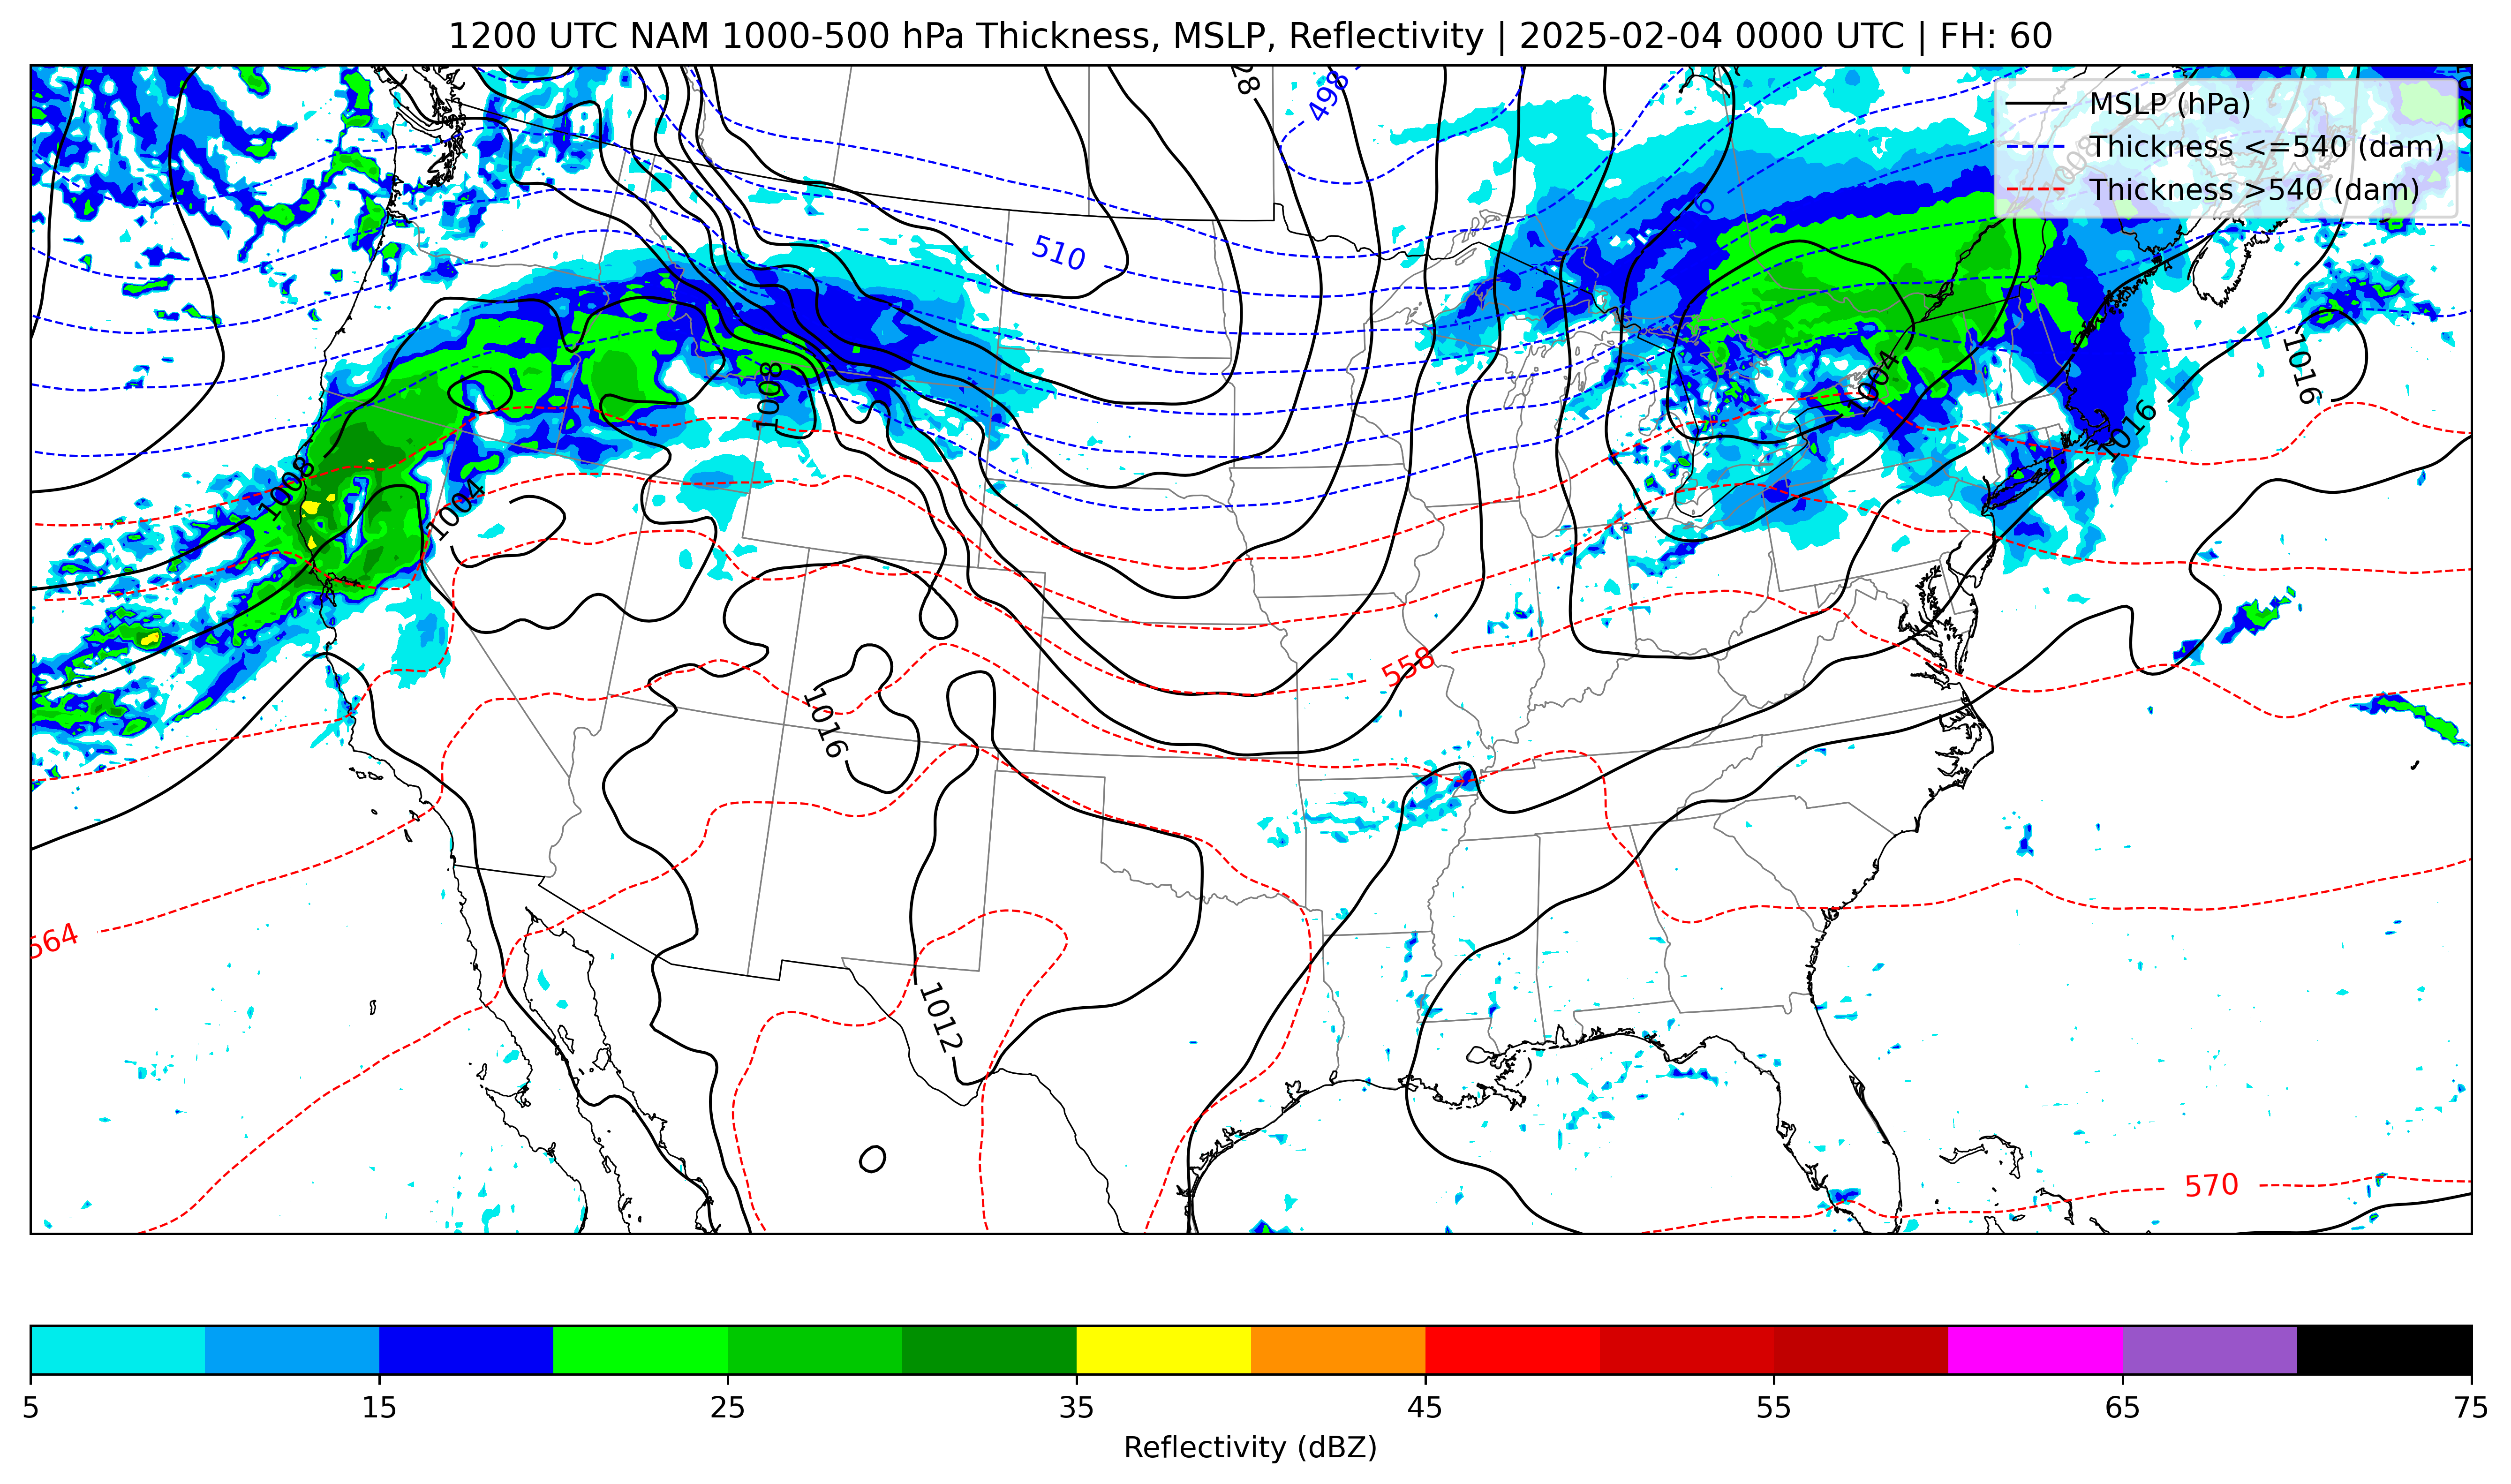 1200 UTC NAM 1000-500 hPa Thickness, MSLP, Reflectivity | 2025-02-04 0000 UTC | FH: 60
MSLP (hPa)
Thickness <=540 (dam)
Thickness >540 (dam)
498
510
1008
1016
1008
1004
1016
1008
1004
558
1016
564
1012
570
5 15 25 35 45 55 65 75
Reflectivity (dBZ)